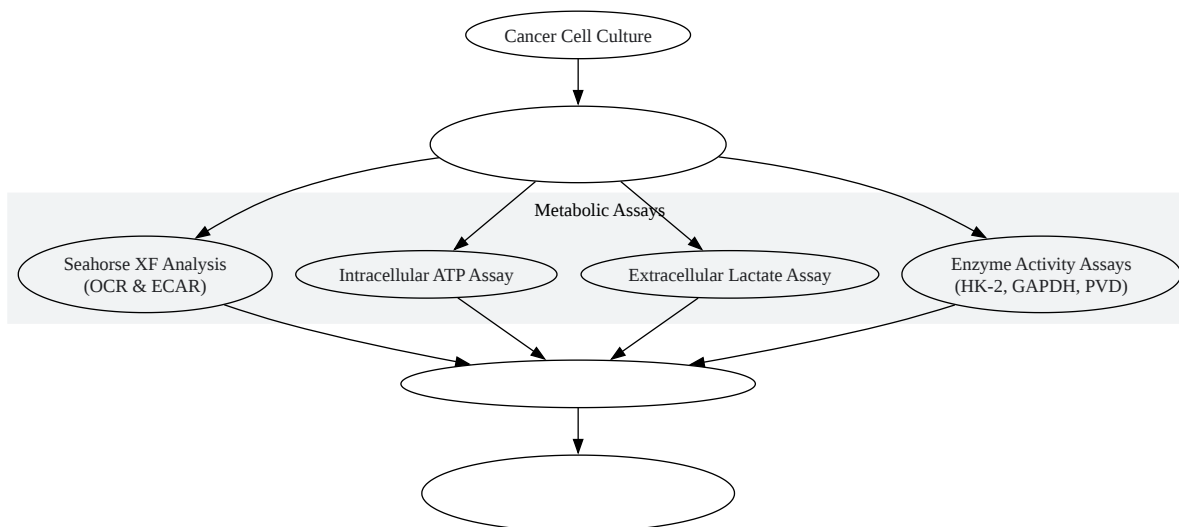 Cancer Cell Culture
Metabolic Assays
Seahorse XF Analysis
(OCR & ECAR)
Intracellular ATP Assay
Extracellular Lactate Assay
Enzyme Activity Assays
(HK-2, GAPDH, PVD)